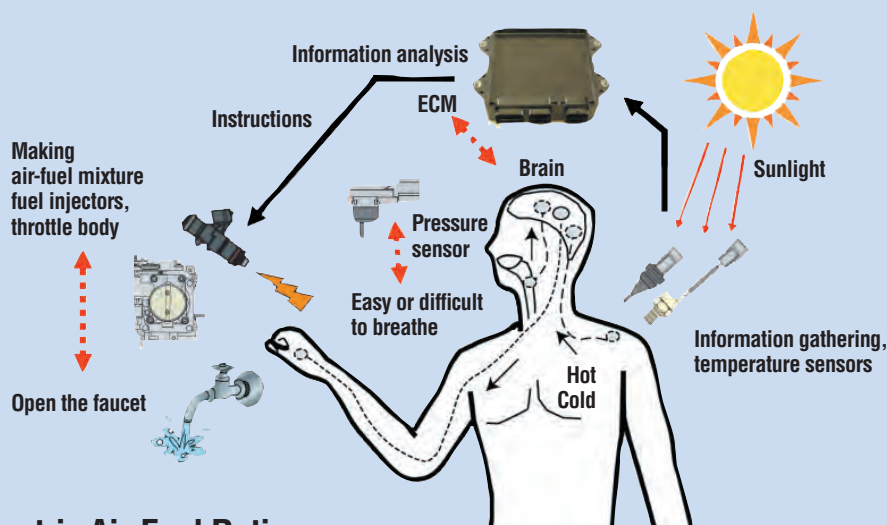 Information analysis
ECM
Instructions
Sunlight
Making
air-fuel mixture
fuel injectors,
throttle body
Brain
Pressure
sensor
Easy or difficult
to breathe
Information gathering,
temperature sensors
Hot
Cold
Open the faucet